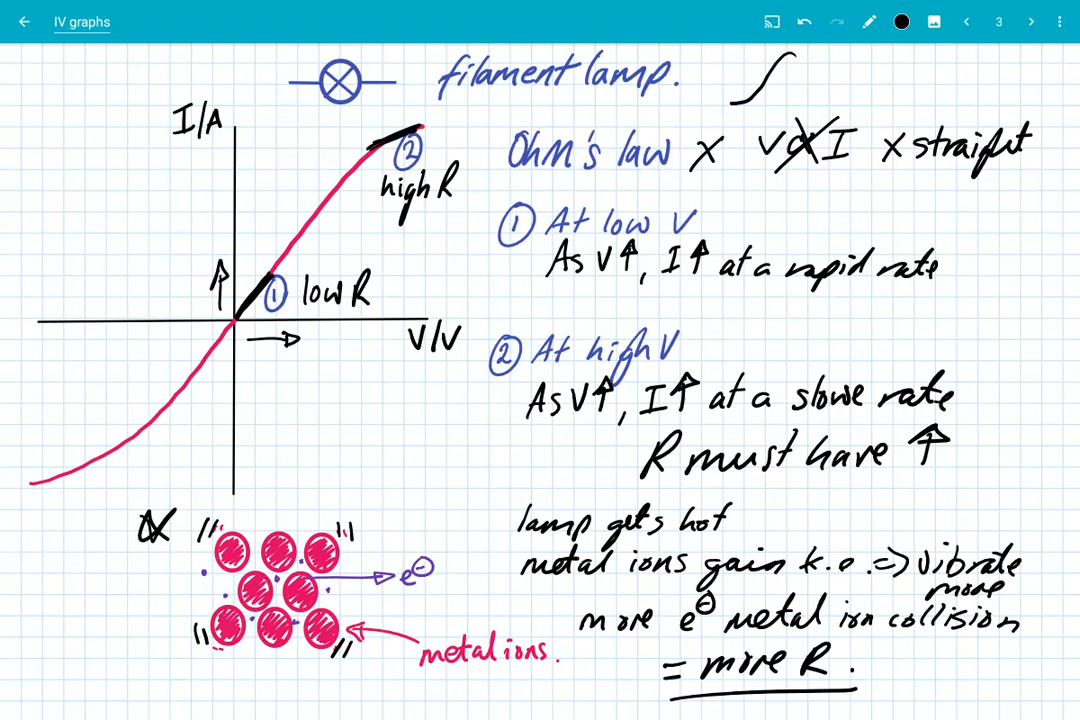 IV graphs
3
filament lamp.
I/A
Ohm's law × V∝I × straight
②
high R
① At low V
As V↑, I↑ at a rapid rate
① low R
V/V
② At high V
As V↑, I↑ at a slowe rate
R must have ↑
lamp gets hot
metal ions gain k.e. => vibrate
more
e⊖
more e⊖ metal ion collision
metal ions.
= more R.